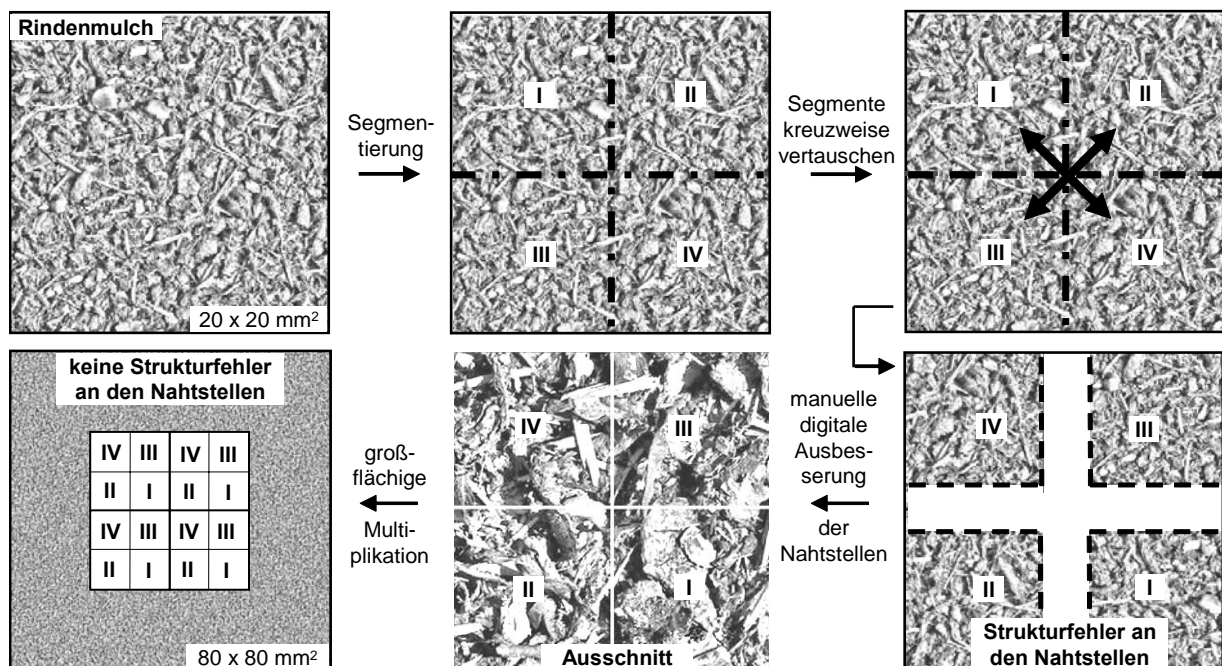 Rindenmulch
20 x 20 mm²
Segmen-
tierung
I
II
III
IV
Segmente
kreuzweise
vertauschen
I
II
III
IV
IV
III
II
I
Strukturfehler an
den Nahtstellen
manuelle
digitale
Ausbes-
serung
der
Nahtstellen
IV
III
II
I
Ausschnitt
groß-
flächige
Multi-
plikation
keine Strukturfehler
an den Nahtstellen
IV III IV III
II I II I
IV III IV III
II I II I
80 x 80 mm²